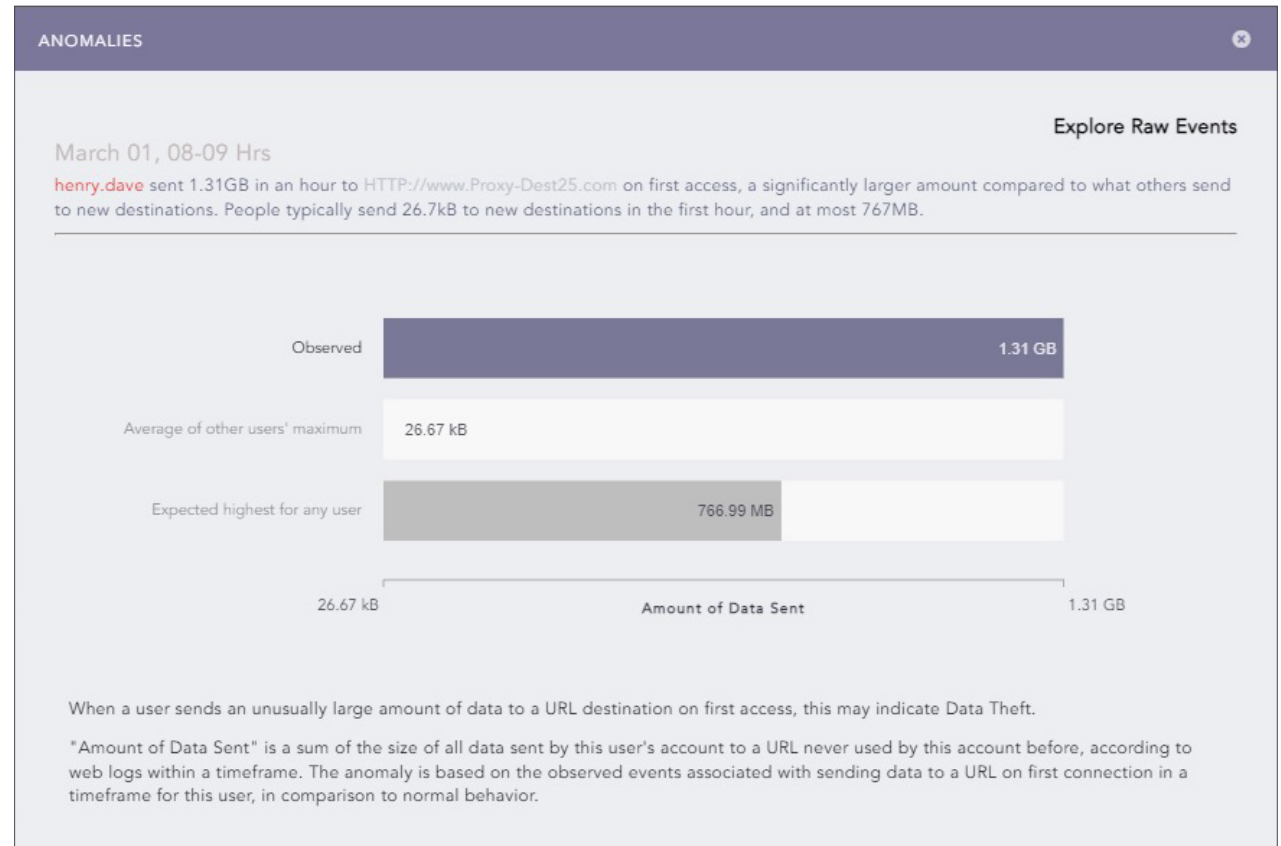 ANOMALIES
Explore Raw Events
March 01, 08-09 Hrs
henry.dave sent 1.31GB in an hour to HTTP://www.Proxy-Dest25.com on first access, a significantly larger amount compared to what others send
to new destinations. People typically send 26.7kB to new destinations in the first hour, and at most 767MB.
Observed
1.31 GB
Average of other users' maximum
26.67 kB
Expected highest for any user
766.99 MB
26.67 kB
Amount of Data Sent
1.31 GB
When a user sends an unusually large amount of data to a URL destination on first access, this may indicate Data Theft.
"Amount of Data Sent" is a sum of the size of all data sent by this user's account to a URL never used by this account before, according to
web logs within a timeframe. The anomaly is based on the observed events associated with sending data to a URL on first connection in a
timeframe for this user, in comparison to normal behavior.